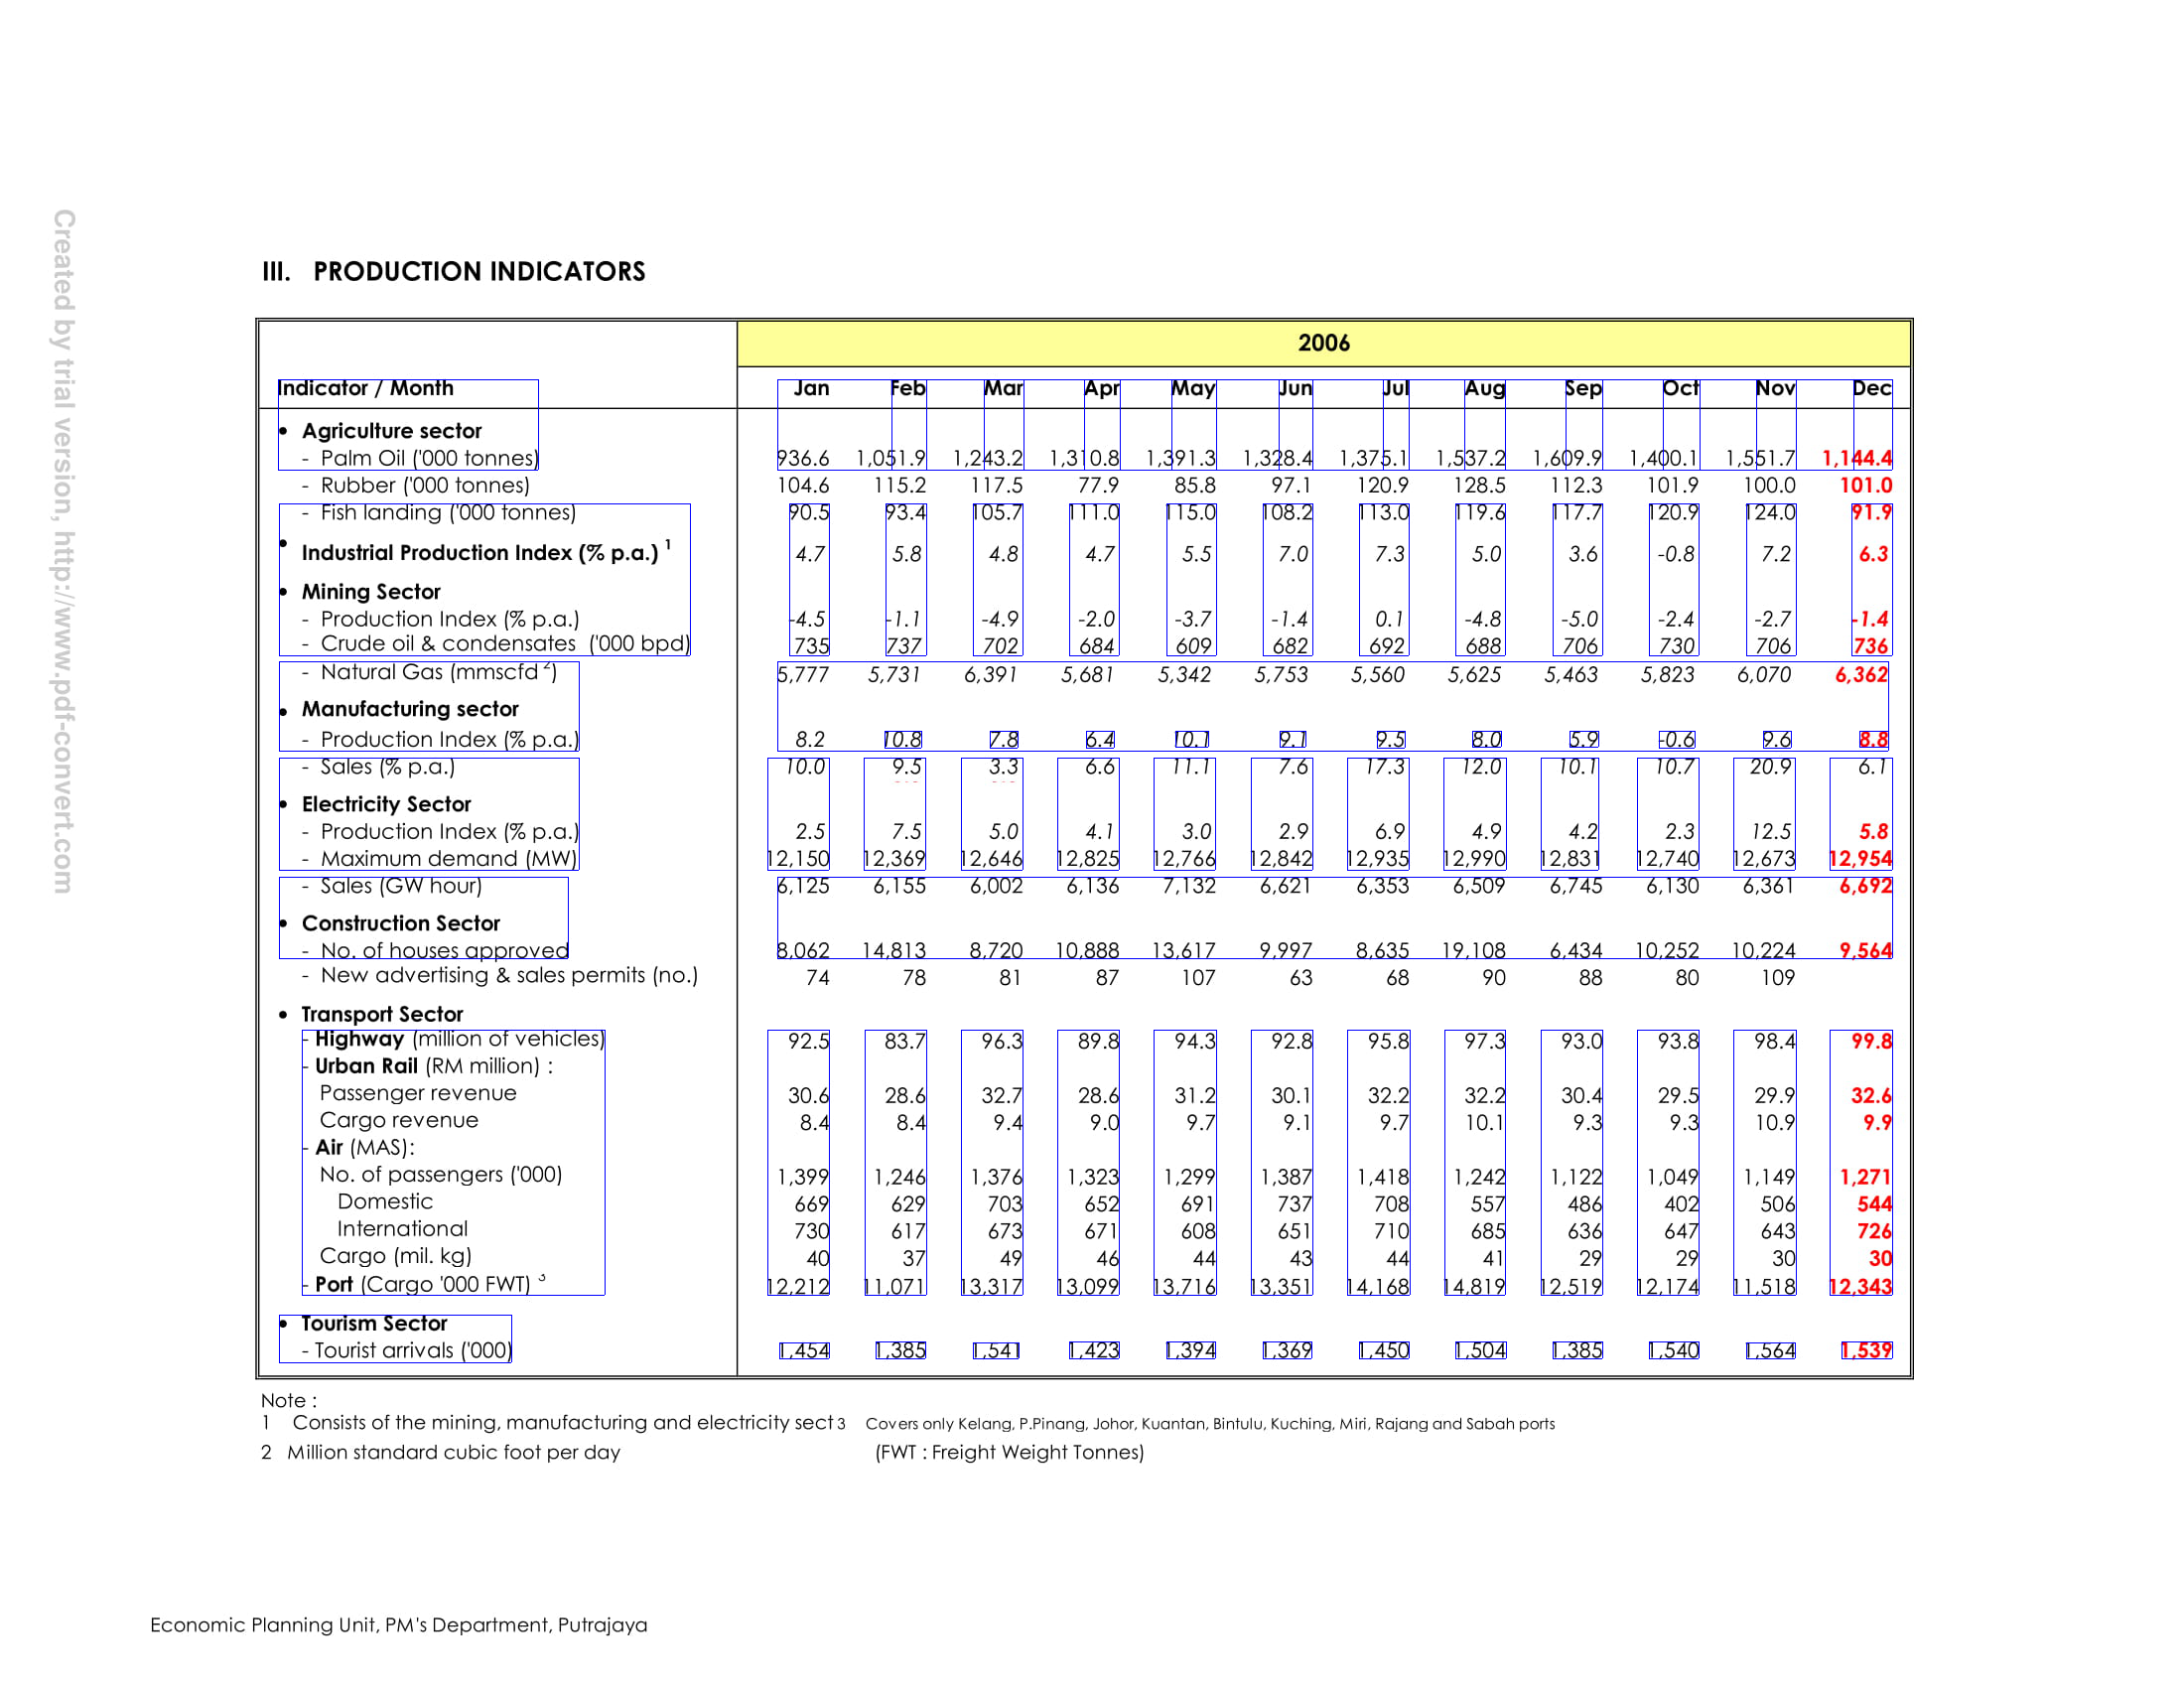 Created by trial version, http://www.pdf-convert.com
III. PRODUCTION INDICATORS
2006
Indicator / Month Jan Feb Mar Apr May Jun Jul Aug Sep Oct Nov Dec
• Agriculture sector
- Palm Oil ('000 tonnes) 936.6 1,051.9 1,243.2 1,310.8 1,391.3 1,328.4 1,375.1 1,537.2 1,609.9 1,400.1 1,551.7 1,144.4
- Rubber ('000 tonnes) 104.6 115.2 117.5 77.9 85.8 97.1 120.9 128.5 112.3 101.9 100.0 101.0
- Fish landing ('000 tonnes) 90.5 93.4 105.7 111.0 115.0 108.2 113.0 119.6 117.7 120.9 124.0 91.9
• Industrial Production Index (% p.a.) 1 4.7 5.8 4.8 4.7 5.5 7.0 7.3 5.0 3.6 -0.8 7.2 6.3
• Mining Sector
- Production Index (% p.a.) -4.5 -1.1 -4.9 -2.0 -3.7 -1.4 0.1 -4.8 -5.0 -2.4 -2.7 -1.4
- Crude oil & condensates ('000 bpd) 735 737 702 684 609 682 692 688 706 730 706 736
- Natural Gas (mmscfd 2) 5,777 5,731 6,391 5,681 5,342 5,753 5,560 5,625 5,463 5,823 6,070 6,362
• Manufacturing sector
- Production Index (% p.a.) 8.2 10.8 7.8 6.4 10.1 9.1 9.5 8.0 5.9 -0.6 9.6 8.8
- Sales (% p.a.) 10.0 9.5 3.3 6.6 11.1 7.6 17.3 12.0 10.1 10.7 20.9 6.1
• Electricity Sector
- Production Index (% p.a.) 2.5 7.5 5.0 4.1 3.0 2.9 6.9 4.9 4.2 2.3 12.5 5.8
- Maximum demand (MW) 12,150 12,369 12,646 12,825 12,766 12,842 12,935 12,990 12,831 12,740 12,673 12,954
- Sales (GW hour) 6,125 6,155 6,002 6,136 7,132 6,621 6,353 6,509 6,745 6,130 6,361 6,692
• Construction Sector
- No. of houses approved 8,062 14,813 8,720 10,888 13,617 9,997 8,635 19,108 6,434 10,252 10,224 9,564
- New advertising & sales permits (no.) 74 78 81 87 107 63 68 90 88 80 109
• Transport Sector
- Highway (million of vehicles) 92.5 83.7 96.3 89.8 94.3 92.8 95.8 97.3 93.0 93.8 98.4 99.8
- Urban Rail (RM million) :
Passenger revenue 30.6 28.6 32.7 28.6 31.2 30.1 32.2 32.2 30.4 29.5 29.9 32.6
Cargo revenue 8.4 8.4 9.4 9.0 9.7 9.1 9.7 10.1 9.3 9.3 10.9 9.9
- Air (MAS):
No. of passengers ('000) 1,399 1,246 1,376 1,323 1,299 1,387 1,418 1,242 1,122 1,049 1,149 1,271
Domestic 669 629 703 652 691 737 708 557 486 402 506 544
International 730 617 673 671 608 651 710 685 636 647 643 726
Cargo (mil. kg) 40 37 49 46 44 43 44 41 29 29 30 30
- Port (Cargo '000 FWT) 3 12,212 11,071 13,317 13,099 13,716 13,351 14,168 14,819 12,519 12,174 11,518 12,343
• Tourism Sector
- Tourist arrivals ('000) 1,454 1,385 1,541 1,423 1,394 1,369 1,450 1,504 1,385 1,540 1,564 1,539
Note :
1 Consists of the mining, manufacturing and electricity sect 3 Covers only Kelang, P.Pinang, Johor, Kuantan, Bintulu, Kuching, Miri, Rajang and Sabah ports
2 Million standard cubic foot per day (FWT : Freight Weight Tonnes)
Economic Planning Unit, PM's Department, Putrajaya